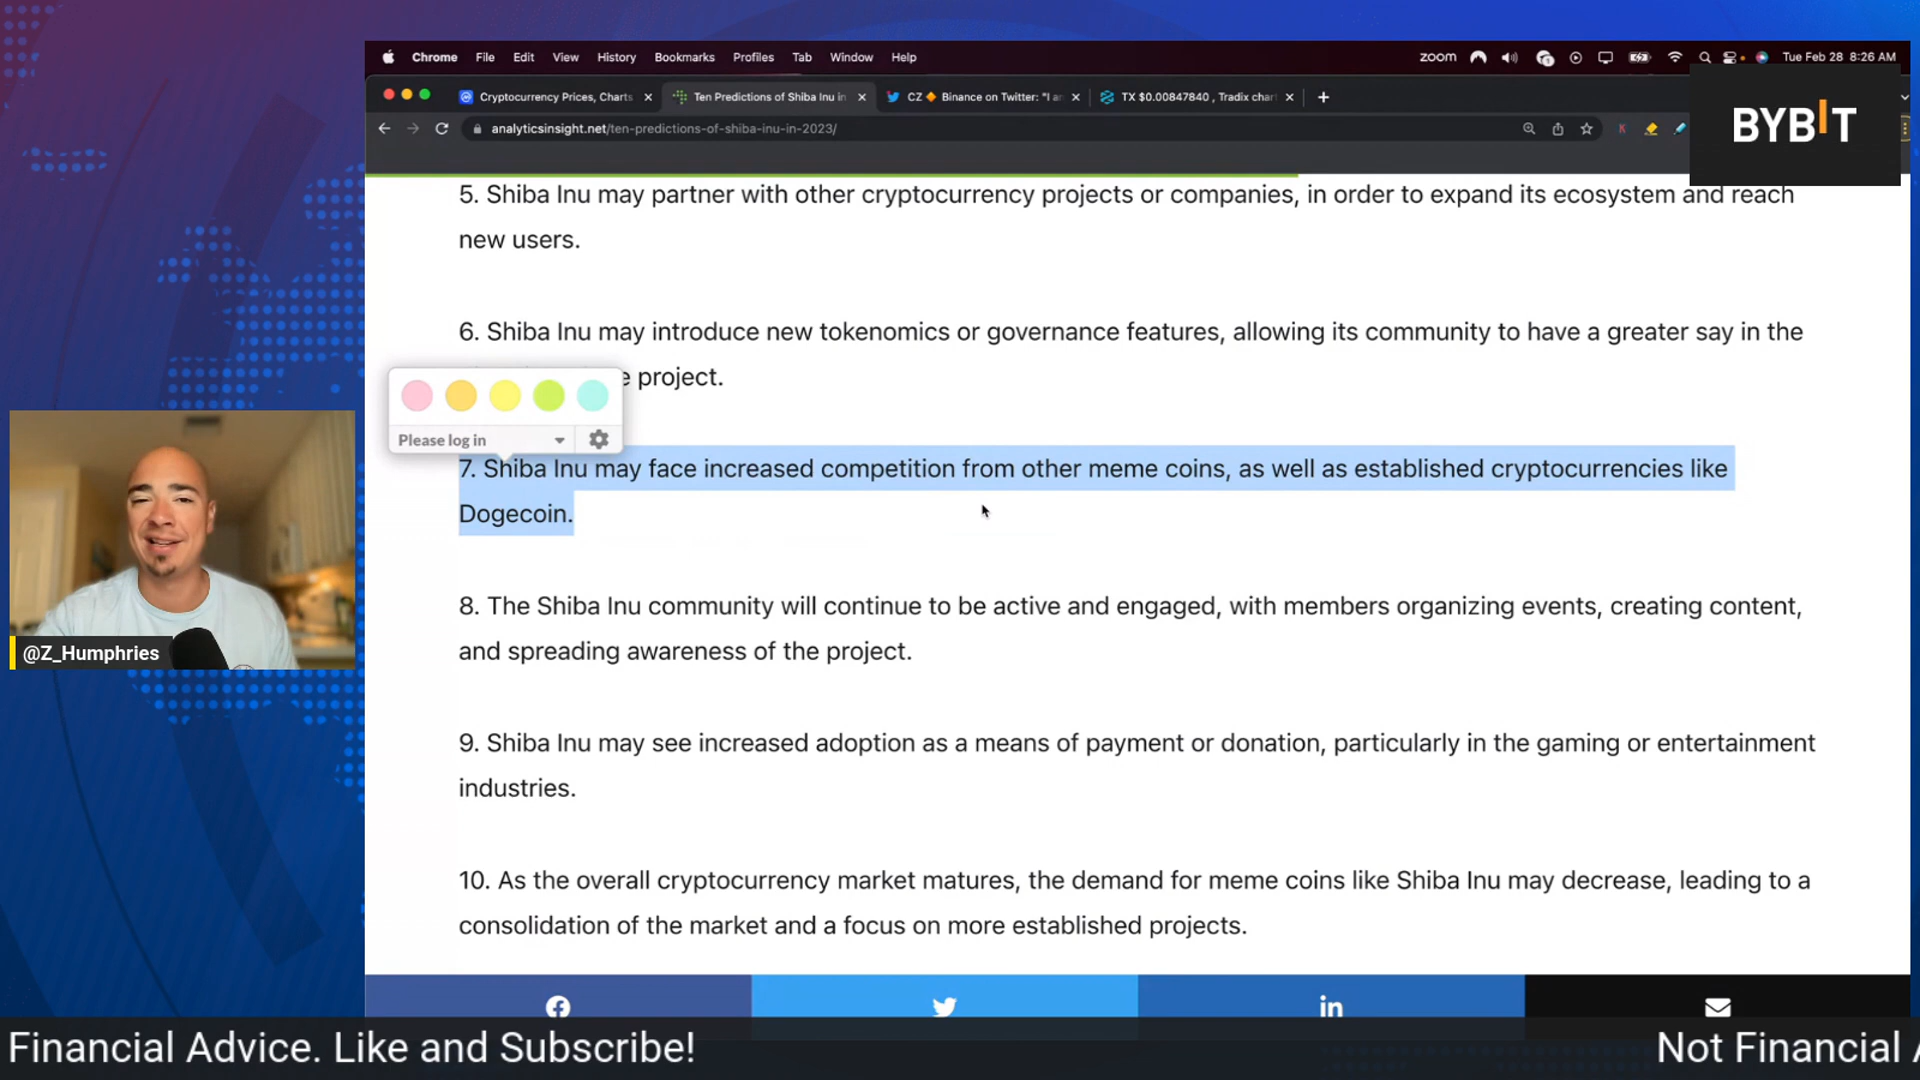 Chrome File Edit View History Bookmarks Profiles Tab Window Help
zoom Tue Feb 28 8:26 AM
Cryptocurrency Prices, Charts
Ten Predictions of Shiba Inu in
CZ 🔶 Binance on Twitter: "I a
TX $0.00847840 , Tradix char
analyticsinsight.net/ten-predictions-of-shiba-inu-in-2023/
BYBIT
5. Shiba Inu may partner with other cryptocurrency projects or companies, in order to expand its ecosystem and reach
new users.
6. Shiba Inu may introduce new tokenomics or governance features, allowing its community to have a greater say in the
e project.
Please log in
7. Shiba Inu may face increased competition from other meme coins, as well as established cryptocurrencies like
Dogecoin.
@Z_Humphries
8. The Shiba Inu community will continue to be active and engaged, with members organizing events, creating content,
and spreading awareness of the project.
9. Shiba Inu may see increased adoption as a means of payment or donation, particularly in the gaming or entertainment
industries.
10. As the overall cryptocurrency market matures, the demand for meme coins like Shiba Inu may decrease, leading to a
consolidation of the market and a focus on more established projects.
in
Financial Advice. Like and Subscribe!
Not Financial A